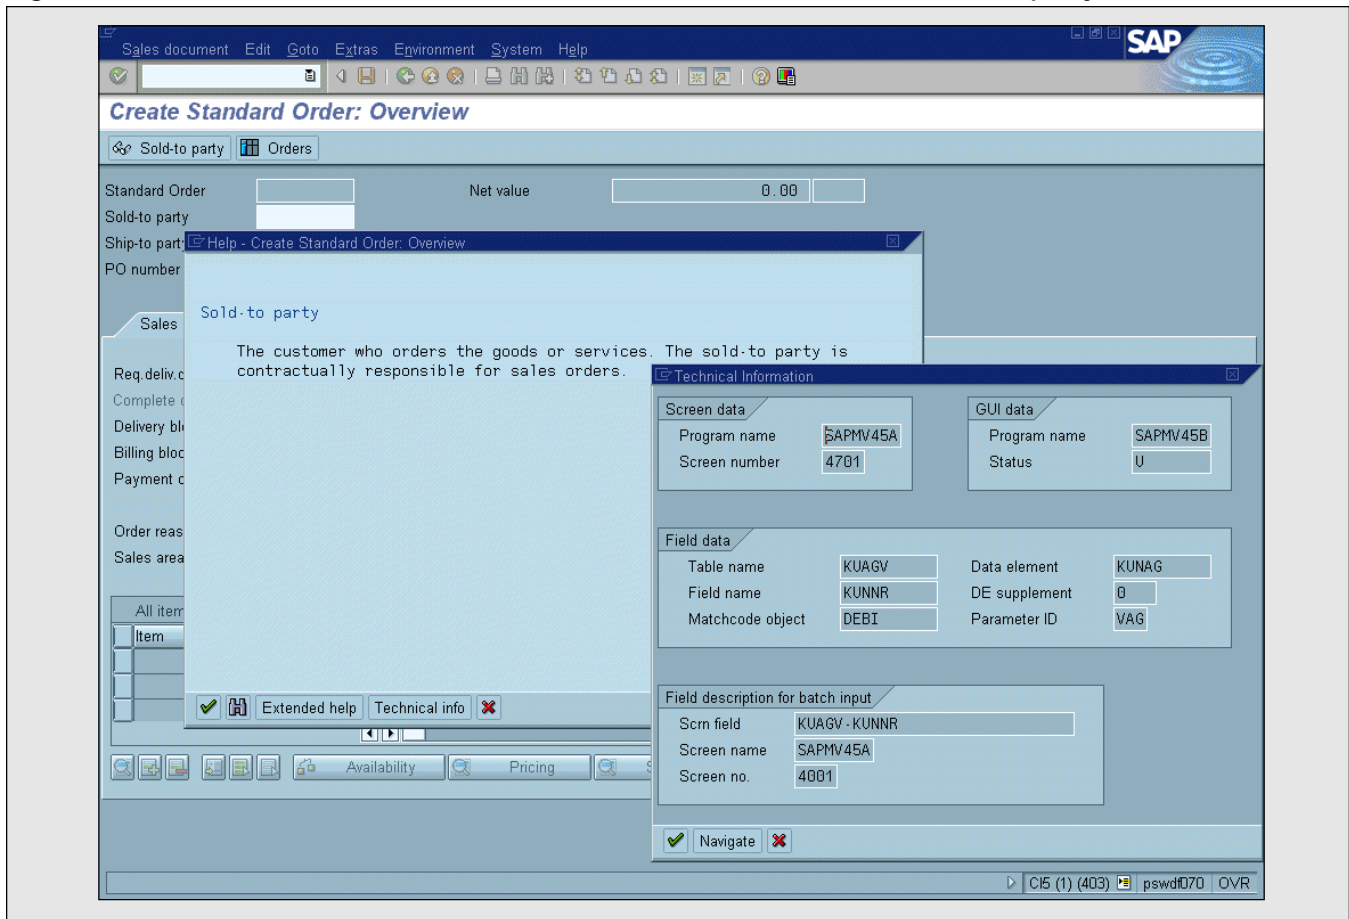 Sales document Edit Goto Extras Environment System Help
SAP
Create Standard Order: Overview
Sold-to party Orders
Standard Order Net value 0.00
Sold-to party
Ship-to part
PO number
Help - Create Standard Order: Overview
Sold-to party
The customer who orders the goods or services. The sold-to party is
contractually responsible for sales orders.
Sales
Req.deliv.c
Complete
Delivery bl
Billing bloc
Payment c
Order reas
Sales area
All item
Item
Extended help Technical info
Availability Pricing S
Technical Information
Screen data GUI data
Program name SAPMV45A Program name SAPMV45B
Screen number 4701 Status U
Field data
Table name KUAGV Data element KUNAG
Field name KUNNR DE supplement 0
Matchcode object DEBI Parameter ID VAG
Field description for batch input
Scrn field KUAGV-KUNNR
Screen name SAPMV45A
Screen no. 4001
Navigate
CI5 (1) (403) pswdf070 OVR